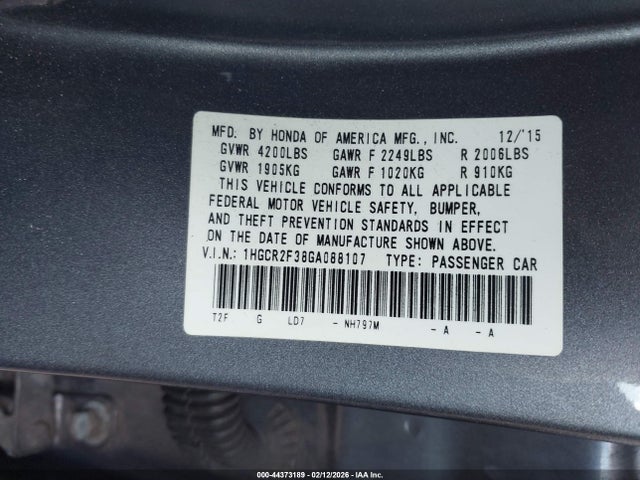 MFD. BY HONDA OF AMERICA MFG., INC. 12/'15
GVWR 4200LBS GAWR F 2249LBS R 2006LBS
GVWR 1905KG GAWR F 1020KG R 910KG
THIS VEHICLE CONFORMS TO ALL APPLICABLE
FEDERAL MOTOR VEHICLE SAFETY, BUMPER,
AND THEFT PREVENTION STANDARDS IN EFFECT
ON THE DATE OF MANUFACTURE SHOWN ABOVE.
V.I.N.: 1HGCR2F38GA088107 TYPE: PASSENGER CAR
T2F G LD7 - NH797M - A - A
000-44373189 - 02/12/2026 - IAA Inc.